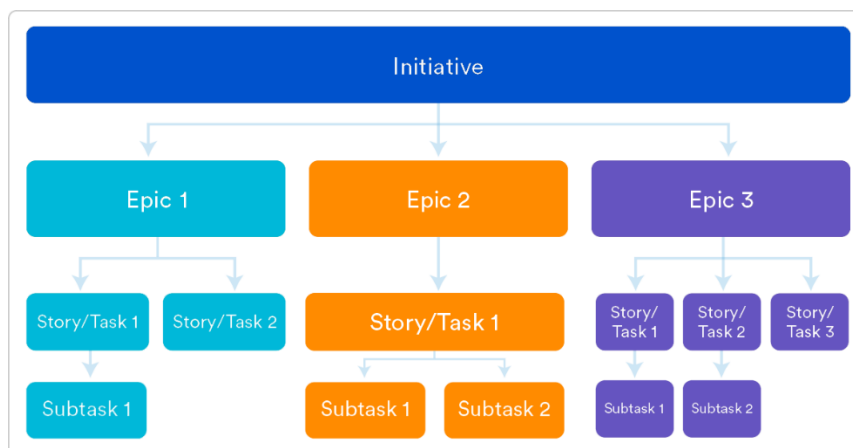 Initiative
Epic 1
Epic 2
Epic 3
Story/Task 1
Story/Task 2
Story/Task 1
Story/
Task 1
Story/
Task 2
Story/
Task 3
Subtask 1
Subtask 1
Subtask 2
Subtask 1
Subtask 2